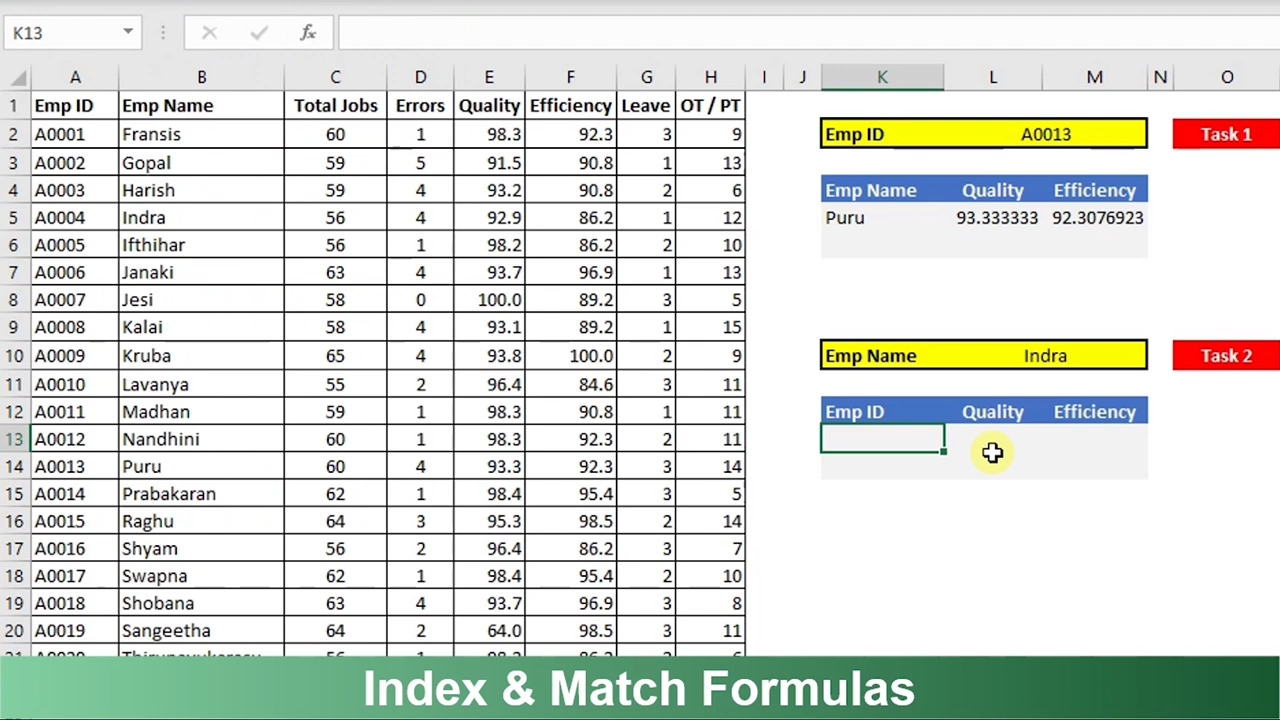 K13 fx
A B C D E F G H I J K L M N O
1 Emp ID Emp Name Total Jobs Errors Quality Efficiency Leave OT / PT
2 A0001 Fransis 60 1 98.3 92.3 3 9 Emp ID A0013 Task 1
3 A0002 Gopal 59 5 91.5 90.8 1 13
4 A0003 Harish 59 4 93.2 90.8 2 6 Emp Name Quality Efficiency
5 A0004 Indra 56 4 92.9 86.2 1 12 Puru 93.333333 92.3076923
6 A0005 Ifthihar 56 1 98.2 86.2 2 10
7 A0006 Janaki 63 4 93.7 96.9 1 13
8 A0007 Jesi 58 0 100.0 89.2 3 5
9 A0008 Kalai 58 4 93.1 89.2 1 15
10 A0009 Kruba 65 4 93.8 100.0 2 9 Emp Name Indra Task 2
11 A0010 Lavanya 55 2 96.4 84.6 3 11
12 A0011 Madhan 59 1 98.3 90.8 1 11 Emp ID Quality Efficiency
13 A0012 Nandhini 60 1 98.3 92.3 2 11
14 A0013 Puru 60 4 93.3 92.3 3 14
15 A0014 Prabakaran 62 1 98.4 95.4 3 5
16 A0015 Raghu 64 3 95.3 98.5 2 14
17 A0016 Shyam 56 2 96.4 86.2 3 7
18 A0017 Swapna 62 1 98.4 95.4 2 10
19 A0018 Shobana 63 4 93.7 96.9 3 8
20 A0019 Sangeetha 64 2 64.0 98.5 3 11
Index & Match Formulas